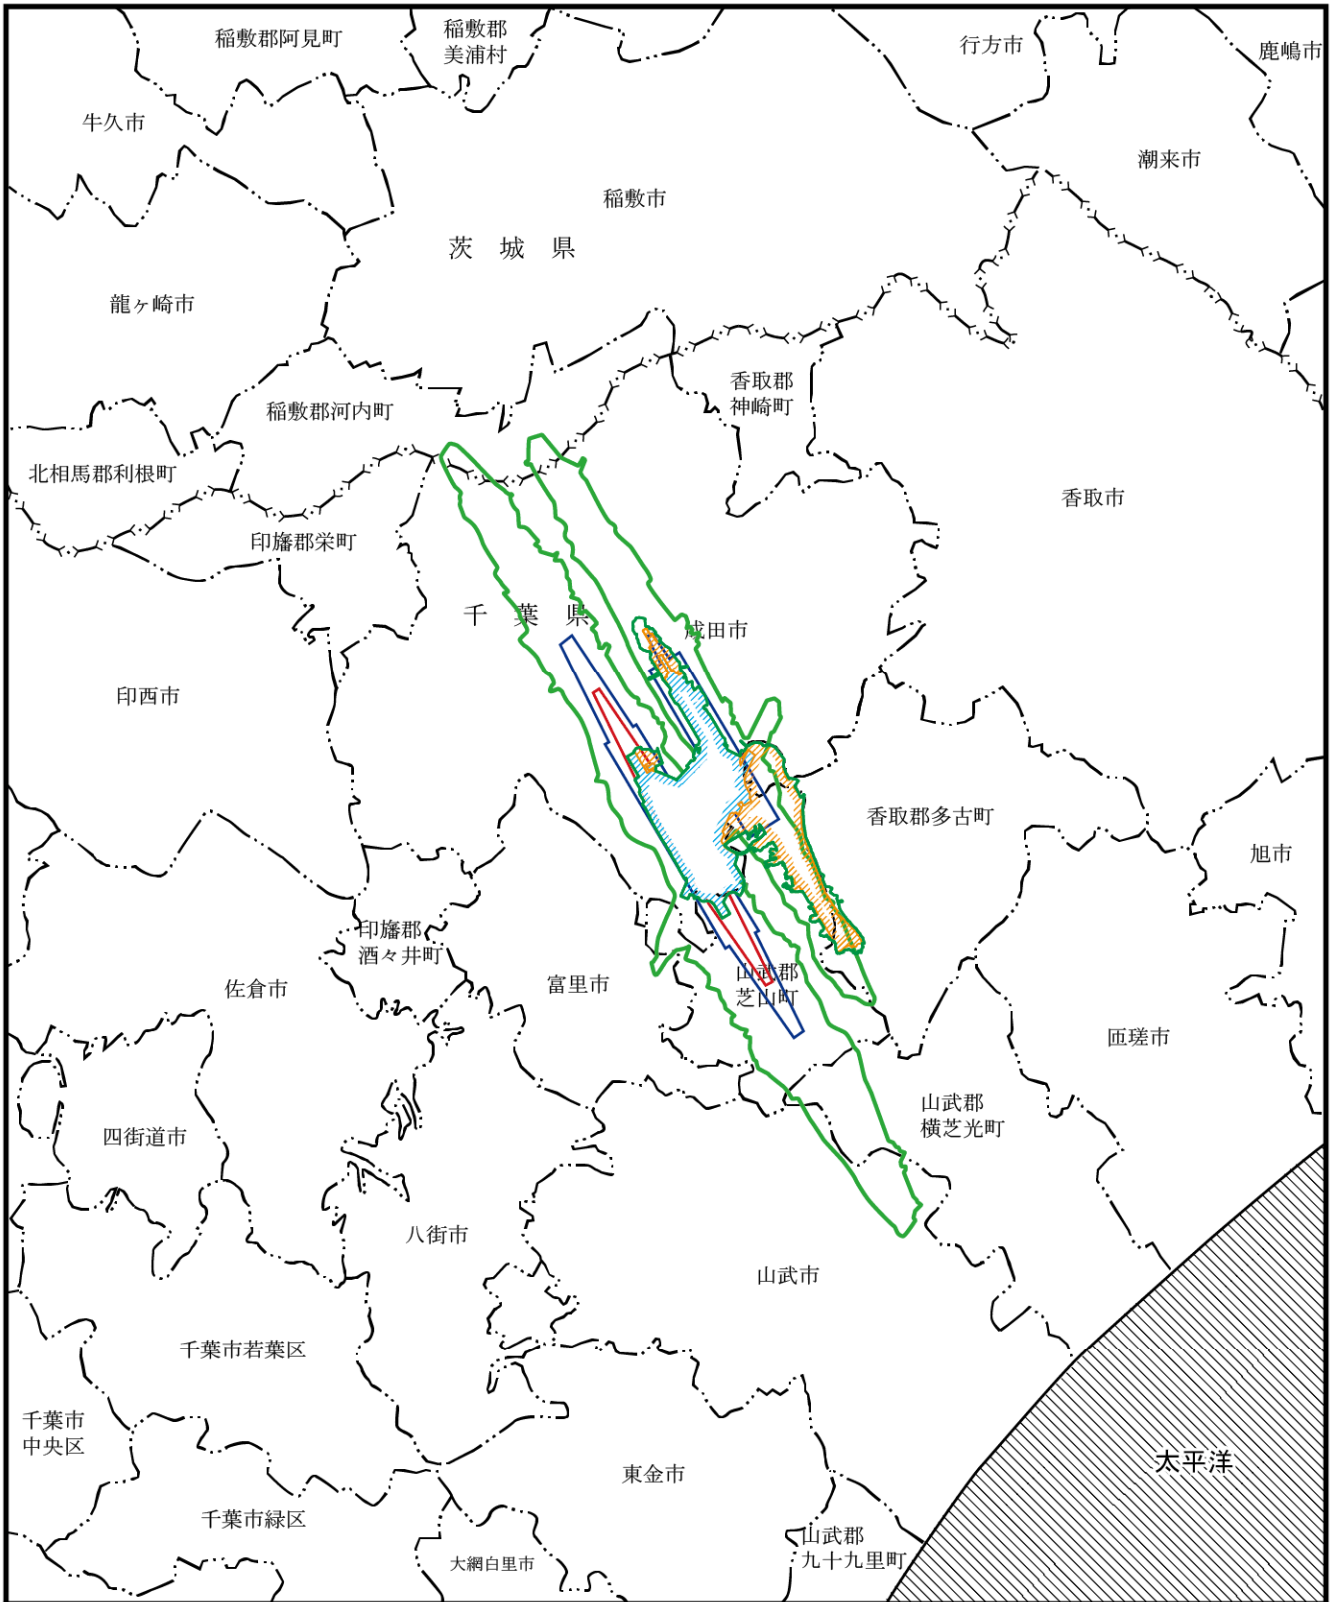 稲敷郡阿見町
稲敷郡
美浦村
行方市
鹿嶋市
牛久市
潮来市
稲敷市
茨 城 県
龍ヶ崎市
香取郡
神崎町
稲敷郡河内町
北相馬郡利根町
香取市
印旛郡栄町
千 葉 県
成田市
印西市
香取郡多古町
旭市
印旛郡
酒々井町
富里市
山武郡
芝山町
佐倉市
匝瑳市
山武郡
横芝光町
四街道市
八街市
山武市
千葉市若葉区
千葉市
中央区
太平洋
東金市
千葉市緑区
山武郡
九十九里町
大網白里市